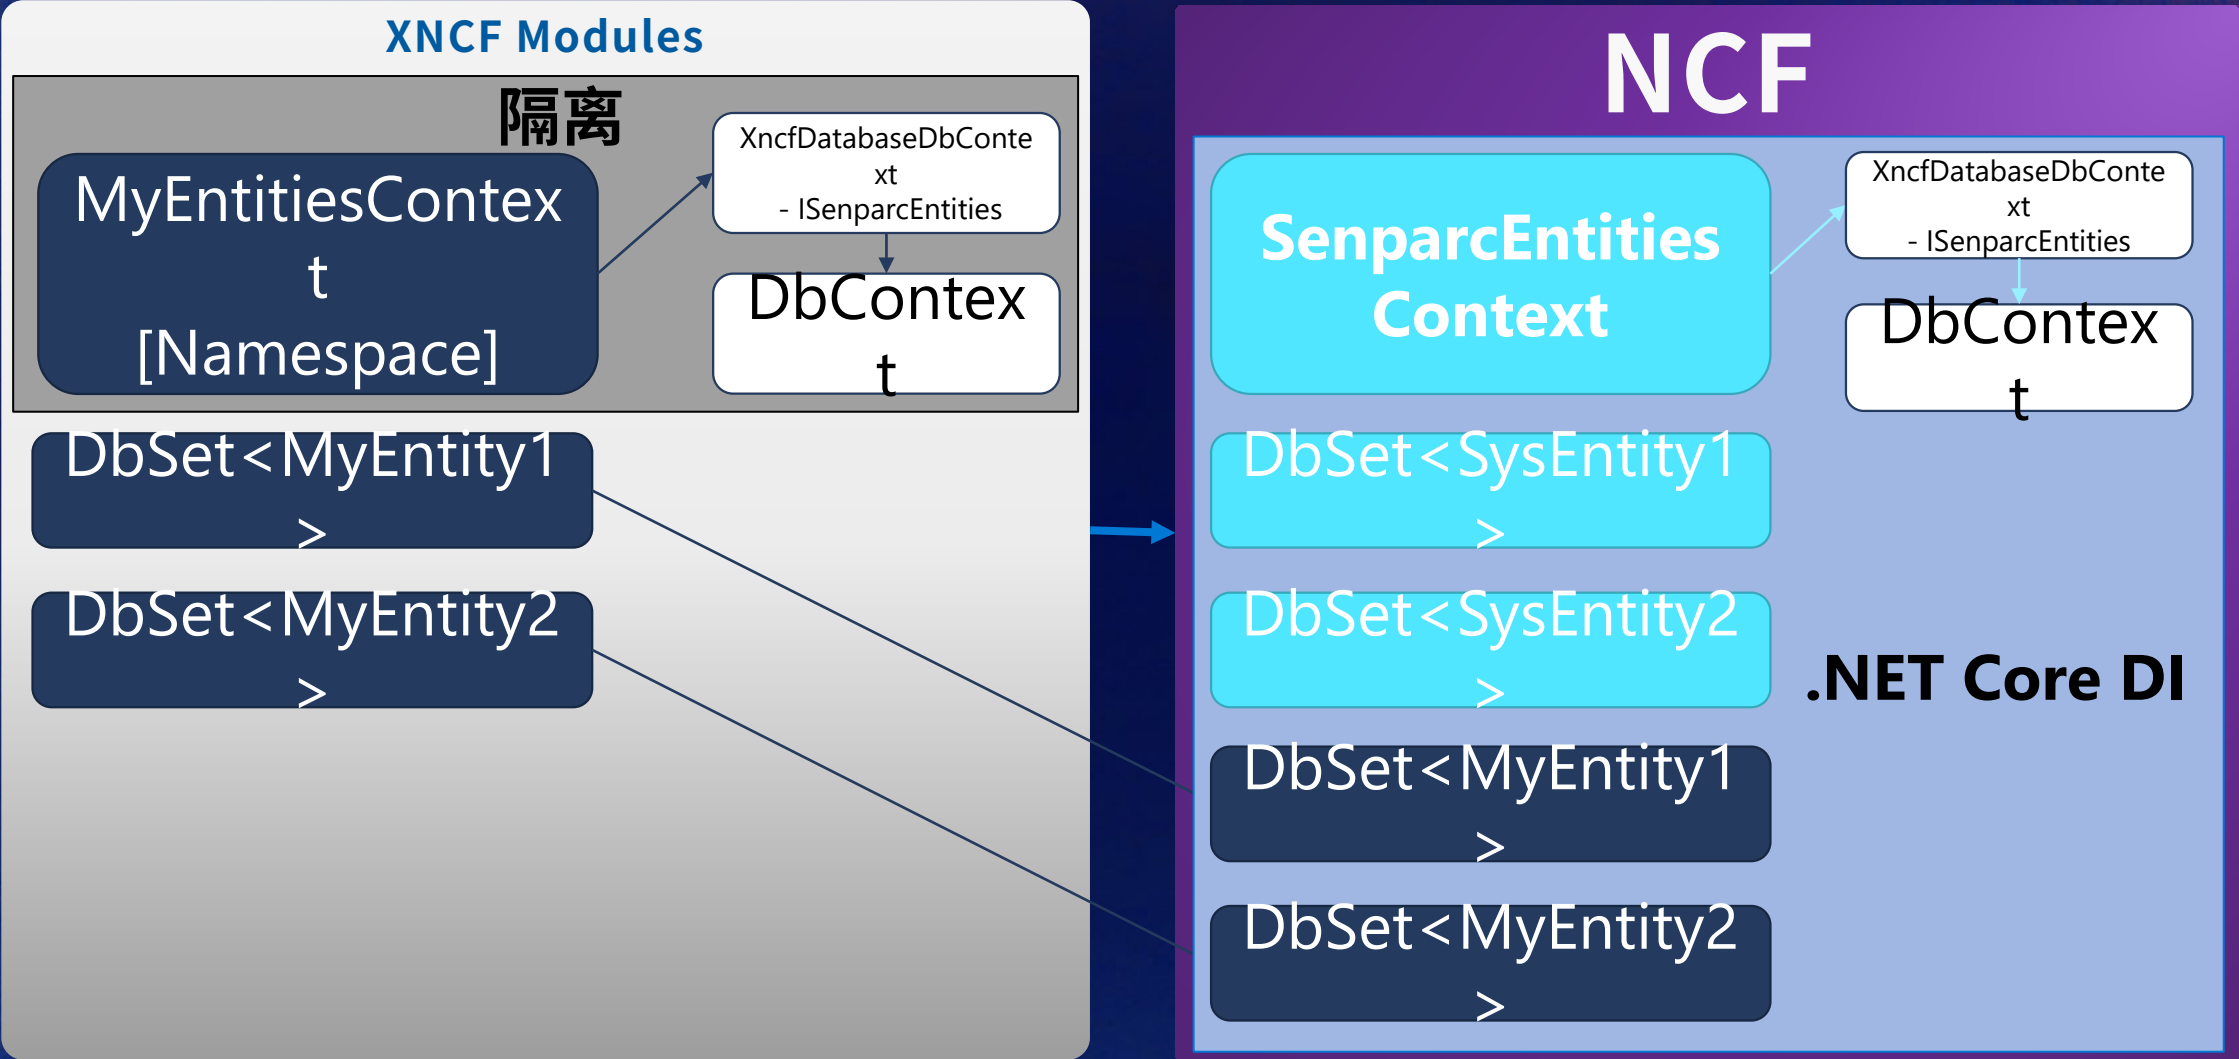 XNCF Modules
隔离
MyEntitiesContex
t
[Namespace]
XncfDatabaseDbConte
xt
- ISenparcEntities
DbContex
t
DbSet<MyEntity1
>
DbSet<MyEntity2
>
NCF
SenparcEntities
Context
XncfDatabaseDbConte
xt
- ISenparcEntities
DbContex
t
DbSet<SysEntity1
>
DbSet<SysEntity2
>
.NET Core DI
DbSet<MyEntity1
>
DbSet<MyEntity2
>